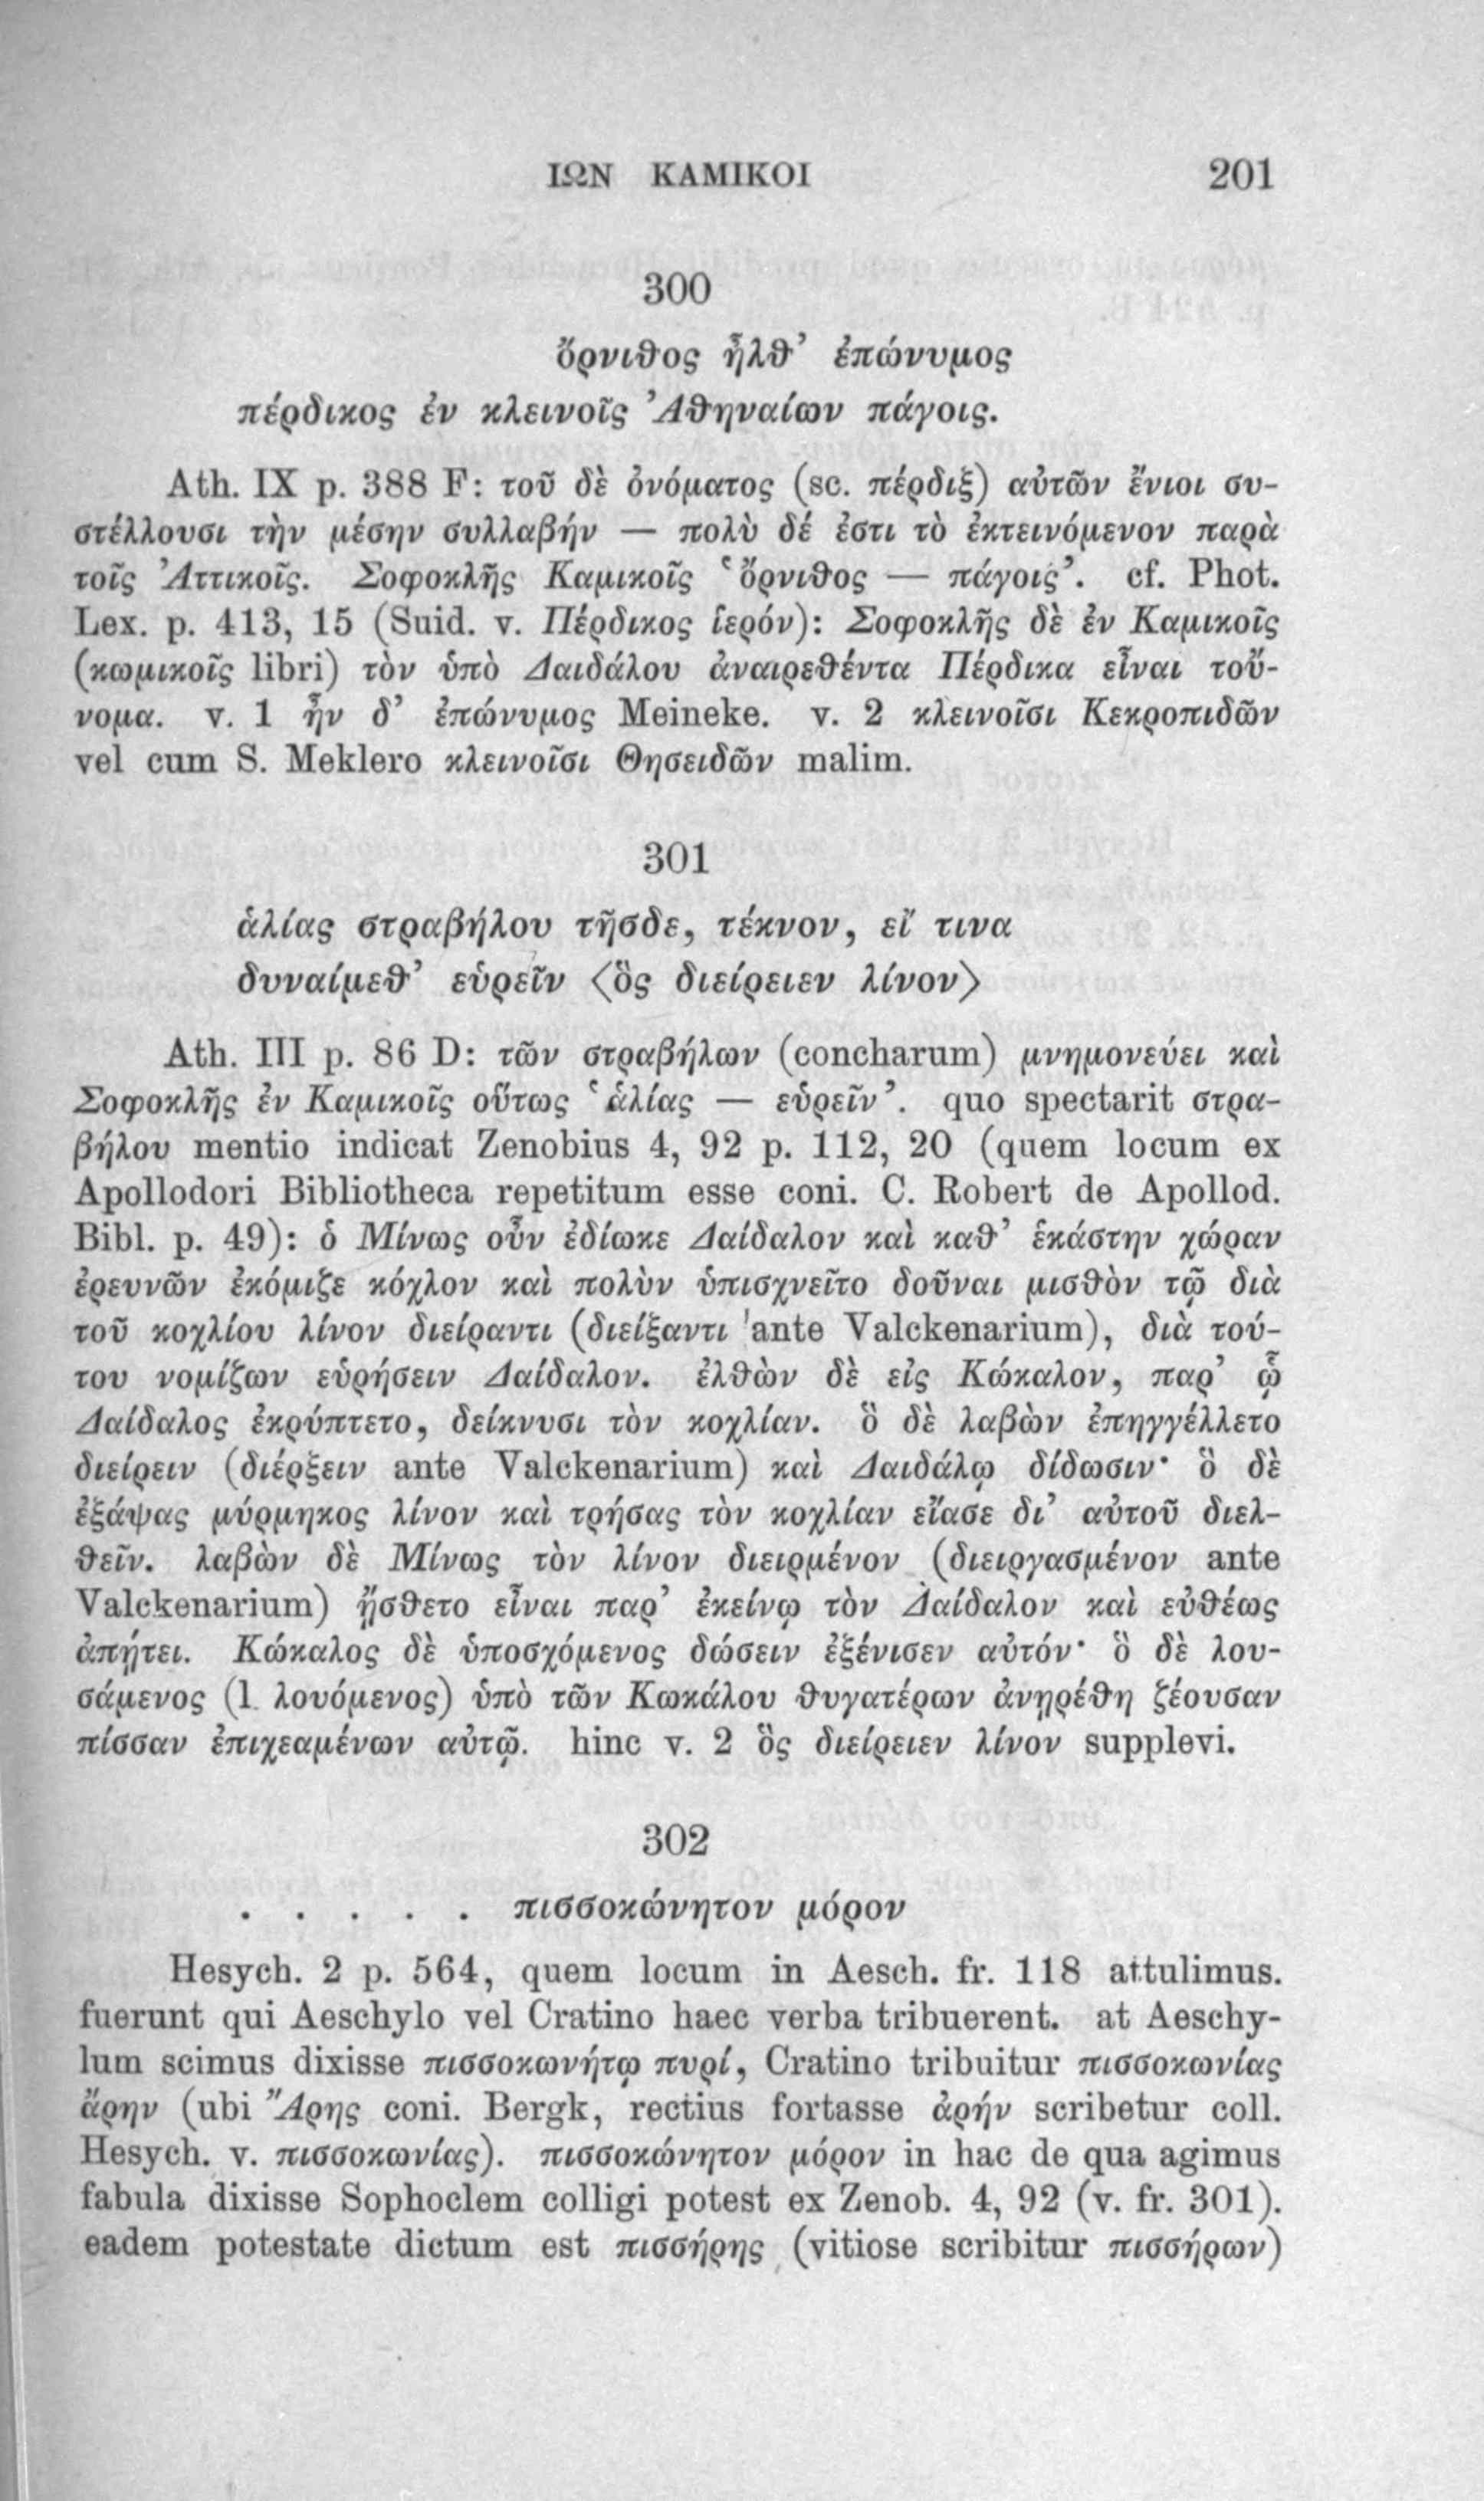 ΙΩΝ ΚΑΜΙΚΟΙ 201
300
ὄρνιθος ἦλθ’ ἐπώνυμος
πέρδικος ἐν κλεινοῖς Ἀθηναίων πάγοις.
Ath. IX p. 388 F: τοῦ δὲ ὀνόματος (sc. πέρδιξ) αὐτῶν ἔνιοι συ-
στέλλουσι τὴν μέσην συλλαβήν — πολὺ δέ ἐστι τὸ ἐκτεινόμενον παρὰ
τοῖς Ἀττικοῖς. Σοφοκλῆς Καμικοῖς ‘ὄρνιθος — πάγοις’. cf. Phot.
Lex. p. 413, 15 (Suid. v. Πέρδικος ἱερόν): Σοφοκλῆς δὲ ἐν Καμικοῖς
(κωμικοῖς libri) τὸν ὑπὸ Δαιδάλου ἀναιρεθέντα Πέρδικα εἶναι τοὔ-
νομα. v. 1 ἦν δ’ ἐπώνυμος Meineke. v. 2 κλεινοῖσι Κεκροπιδῶν
vel cum S. Meklero κλεινοῖσι Θησειδῶν malim.
301
ἁλίας στραβήλου τῆσδε, τέκνον, εἴ τινα
δυναίμεθ’ εὑρεῖν ⟨ὃς διείρειεν λίνον⟩
Ath. III p. 86 D: τῶν στραβήλων (concharum) μνημονεύει καὶ
Σοφοκλῆς ἐν Καμικοῖς οὕτως ‘ἁλίας — εὑρεῖν’. quo spectarit στρα-
βήλου mentio indicat Zenobius 4, 92 p. 112, 20 (quem locum ex
Apollodori Bibliotheca repetitum esse coni. C. Robert de Apollod.
Bibl. p. 49): ὁ Μίνως οὖν ἐδίωκε Δαίδαλον καὶ καθ’ ἑκάστην χώραν
ἐρευνῶν ἐκόμιζε κόχλον καὶ πολὺν ὑπισχνεῖτο δοῦναι μισθὸν τῷ διὰ
τοῦ κοχλίου λίνον διείραντι (διείξαντι ante Valckenarium), διὰ τού-
του νομίζων εὑρήσειν Δαίδαλον. ἐλθὼν δὲ εἰς Κώκαλον, παρ’ ᾧ
Δαίδαλος ἐκρύπτετο, δείκνυσι τὸν κοχλίαν. ὃ δὲ λαβὼν ἐπηγγέλλετο
διείρειν (διέρξειν ante Valckenarium) καὶ Δαιδάλῳ δίδωσιν· ὃ δὲ
ἐξάψας μύρμηκος λίνον καὶ τρήσας τὸν κοχλίαν εἴασε δι’ αὐτοῦ διελ-
θεῖν. λαβὼν δὲ Μίνως τὸν λίνον διειρμένον (διειργασμένον ante
Valckenarium) ᾔσθετο εἶναι παρ’ ἐκείνῳ τὸν Δαίδαλον καὶ εὐθέως
ἀπῄτει. Κώκαλος δὲ ὑποσχόμενος δώσειν ἐξένισεν αὐτόν· ὃ δὲ λου-
σάμενος (l. λουόμενος) ὑπὸ τῶν Κωκάλου θυγατέρων ἀνῃρέθη ζέουσαν
πίσσαν ἐπιχεαμένων αὐτῷ. hinc v. 2 ὃς διείρειεν λίνον supplevi.
302
. . . . . πισσοκώνητον μόρον
Hesych. 2 p. 564, quem locum in Aesch. fr. 118 attulimus.
fuerunt qui Aeschylo vel Cratino haec verba tribuerent. at Aeschy-
lum scimus dixisse πισσοκωνήτῳ πυρί, Cratino tribuitur πισσοκωνίας
ἄρην (ubi Ἄρης coni. Bergk, rectius fortasse ἀρήν scribetur coll.
Hesych. v. πισσοκωνίας). πισσοκώνητον μόρον in hac de qua agimus
fabula dixisse Sophoclem colligi potest ex Zenob. 4, 92 (v. fr. 301).
eadem potestate dictum est πισσήρης (vitiose scribitur πισσήρων)